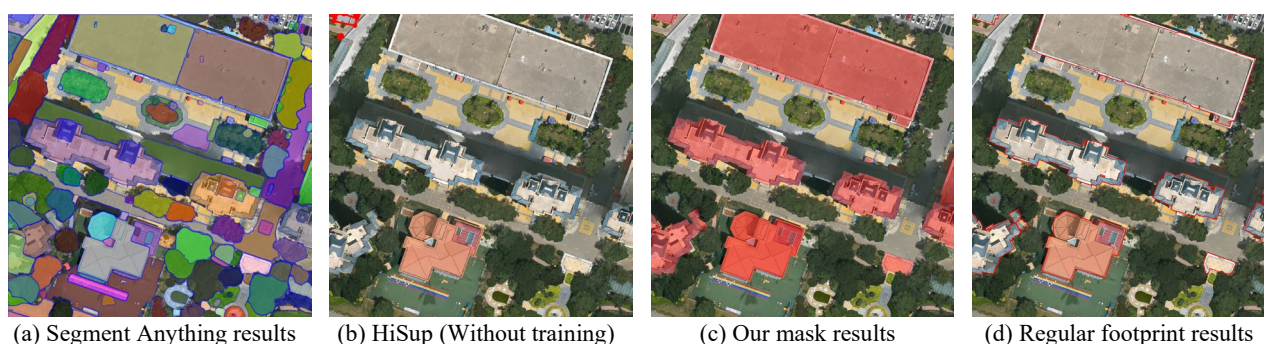 (a) Segment Anything results
(b) HiSup (Without training)
(c) Our mask results
(d) Regular footprint results